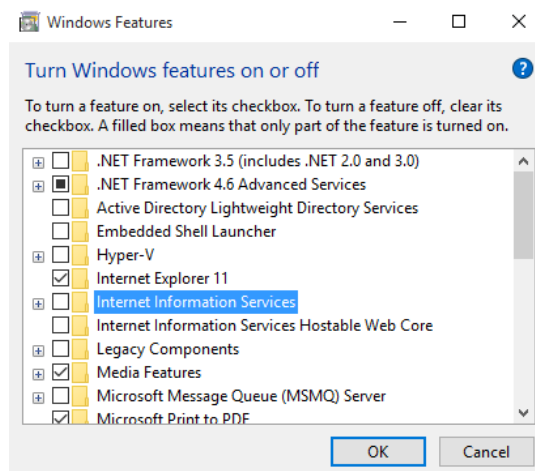 Windows Features
Turn Windows features on or off
To turn a feature on, select its checkbox. To turn a feature off, clear its
checkbox. A filled box means that only part of the feature is turned on.
.NET Framework 3.5 (includes .NET 2.0 and 3.0)
.NET Framework 4.6 Advanced Services
Active Directory Lightweight Directory Services
Embedded Shell Launcher
Hyper-V
Internet Explorer 11
Internet Information Services
Internet Information Services Hostable Web Core
Legacy Components
Media Features
Microsoft Message Queue (MSMQ) Server
Microsoft Print to PDF
OK
Cancel